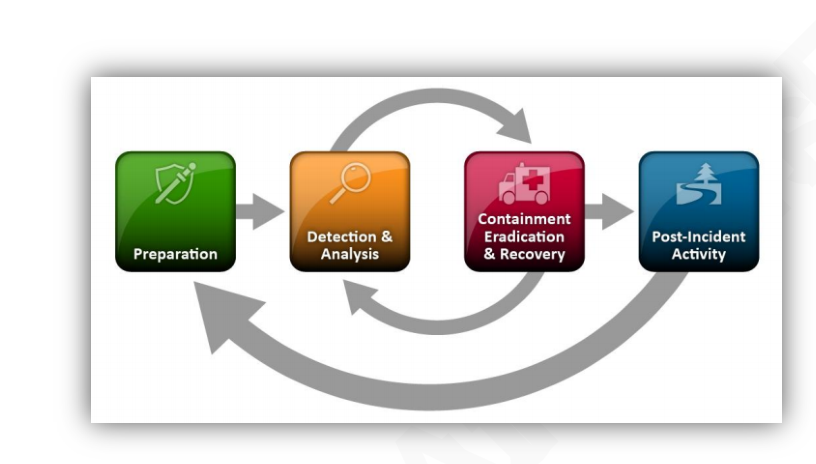 Preparation
Detection &
Analysis
Containment
Eradication
& Recovery
Post-Incident
Activity